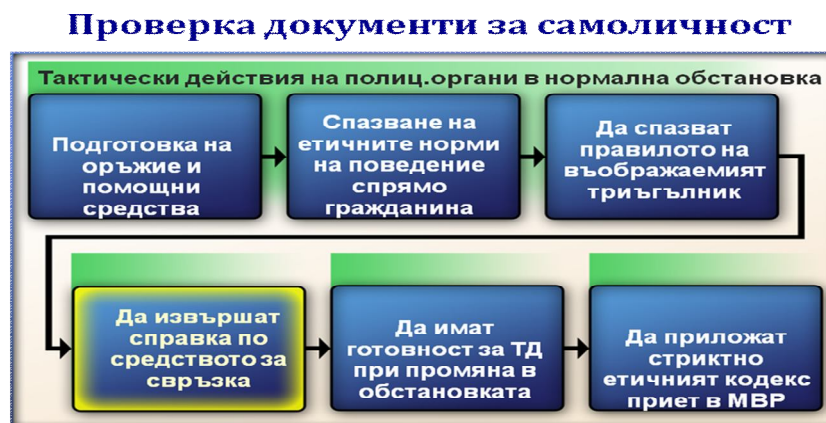 Проверка документи за самоличност
Тактически действия на полиц.органи в нормална обстановка
Подготовка на
оръжие и
помощни
средства
Спазване на
етичните норми
на поведение
спрямо
гражданина
Да спазват
правилото на
въображаемият
триъгълник
Да извършат
справка по
средството за
свръзка
Да имат
готовност за ТД
при промяна в
обстановката
Да приложат
стриктно
етичният кодекс
приет в МВР